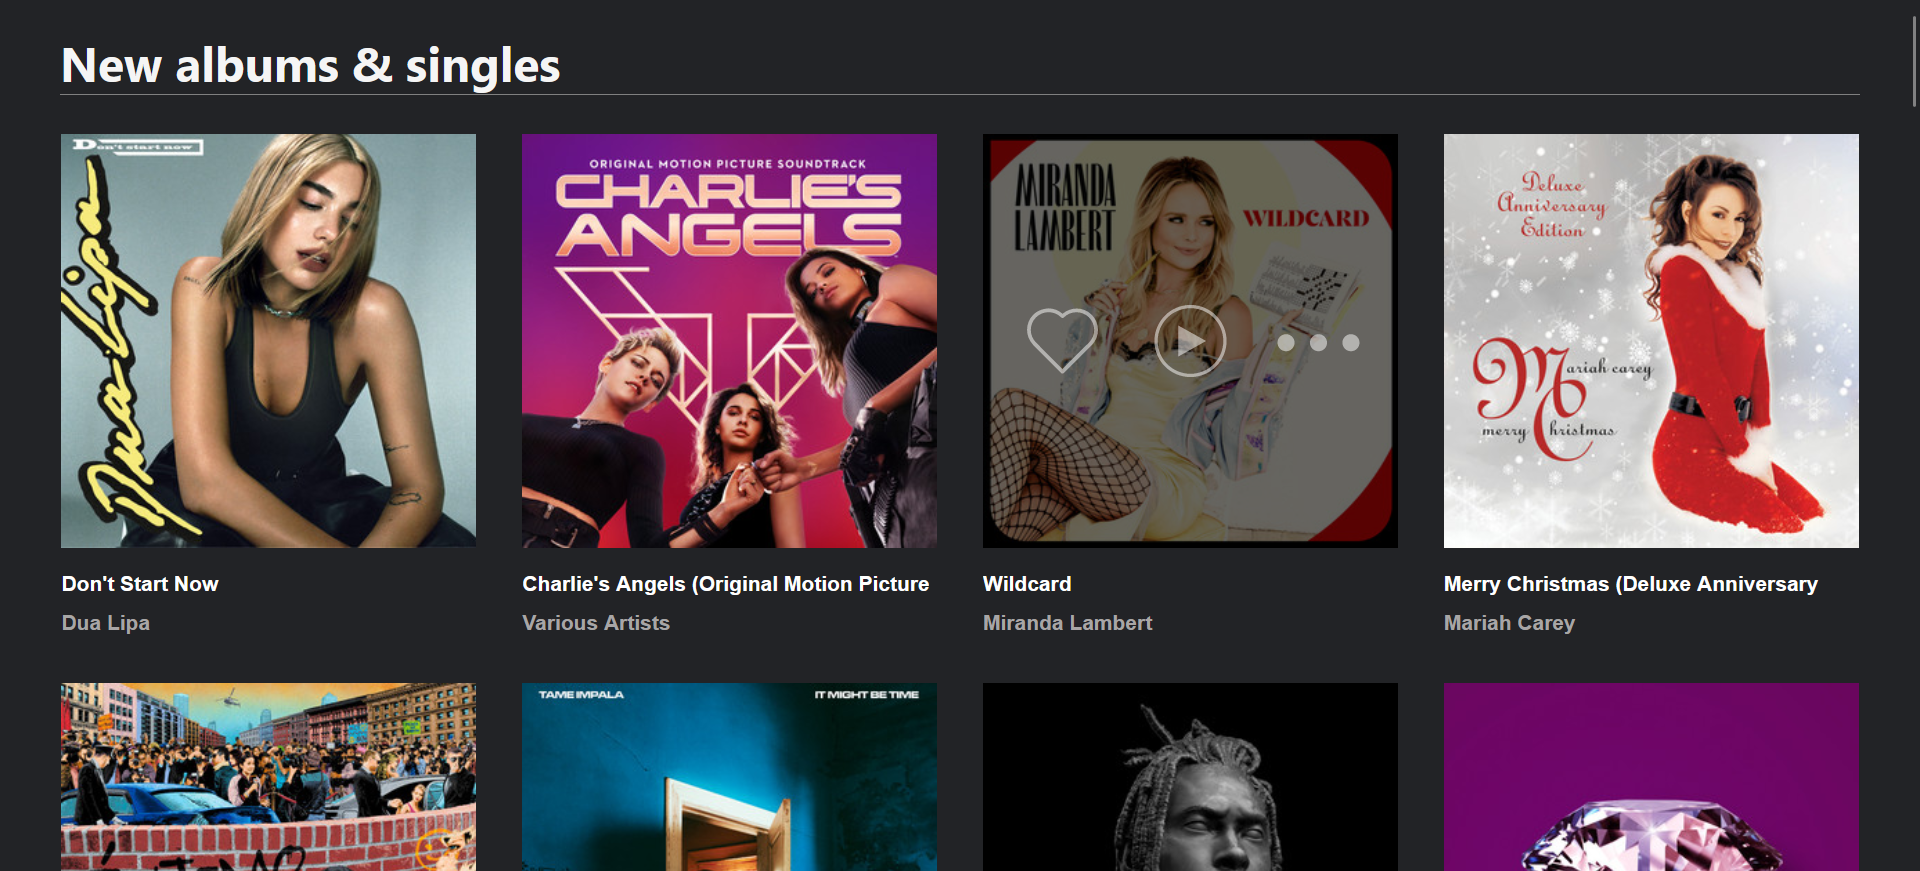 New albums & singles
Don't start now
Dua Lipa
ORIGINAL MOTION PICTURE SOUNDTRACK
CHARLIE'S
ANGELS
MIRANDA
LAMBERT
WILDCARD
Deluxe
Anniversary
Edition
Mariah carey
merry Christmas
Don't Start Now
Dua Lipa
Charlie's Angels (Original Motion Picture
Various Artists
Wildcard
Miranda Lambert
Merry Christmas (Deluxe Anniversary
Mariah Carey
TAME IMPALA
IT MIGHT BE TIME